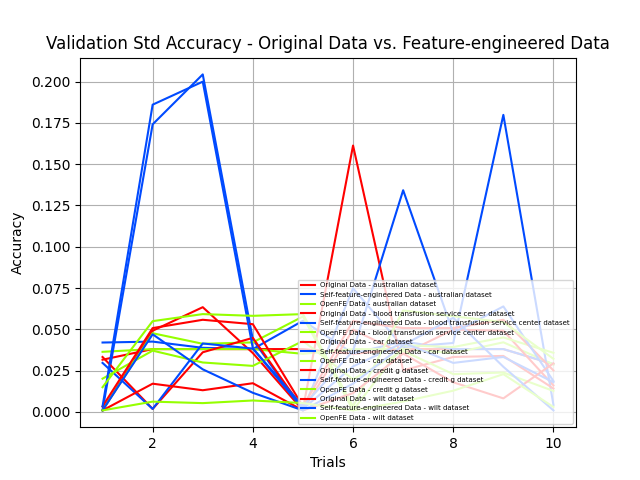 Validation Std Accuracy - Original Data vs. Feature-engineered Data
Accuracy
0.200
0.175
0.150
0.125
0.100
0.075
0.050
0.025
0.000
Original Data - australian dataset
Self-feature-engineered Data - australian dataset
OpenFE Data - australian dataset
Original Data - blood transfusion service center dataset
Self-feature-engineered Data - blood transfusion service center dataset
OpenFE Data - blood transfusion service center dataset
Original Data - car dataset
Self-feature-engineered Data - car dataset
OpenFE Data - car dataset
Original Data - credit g dataset
Self-feature-engineered Data - credit g dataset
OpenFE Data - credit g dataset
Original Data - wilt dataset
Self-feature-engineered Data - wilt dataset
OpenFE Data - wilt dataset
2 4 6 8 10
Trials